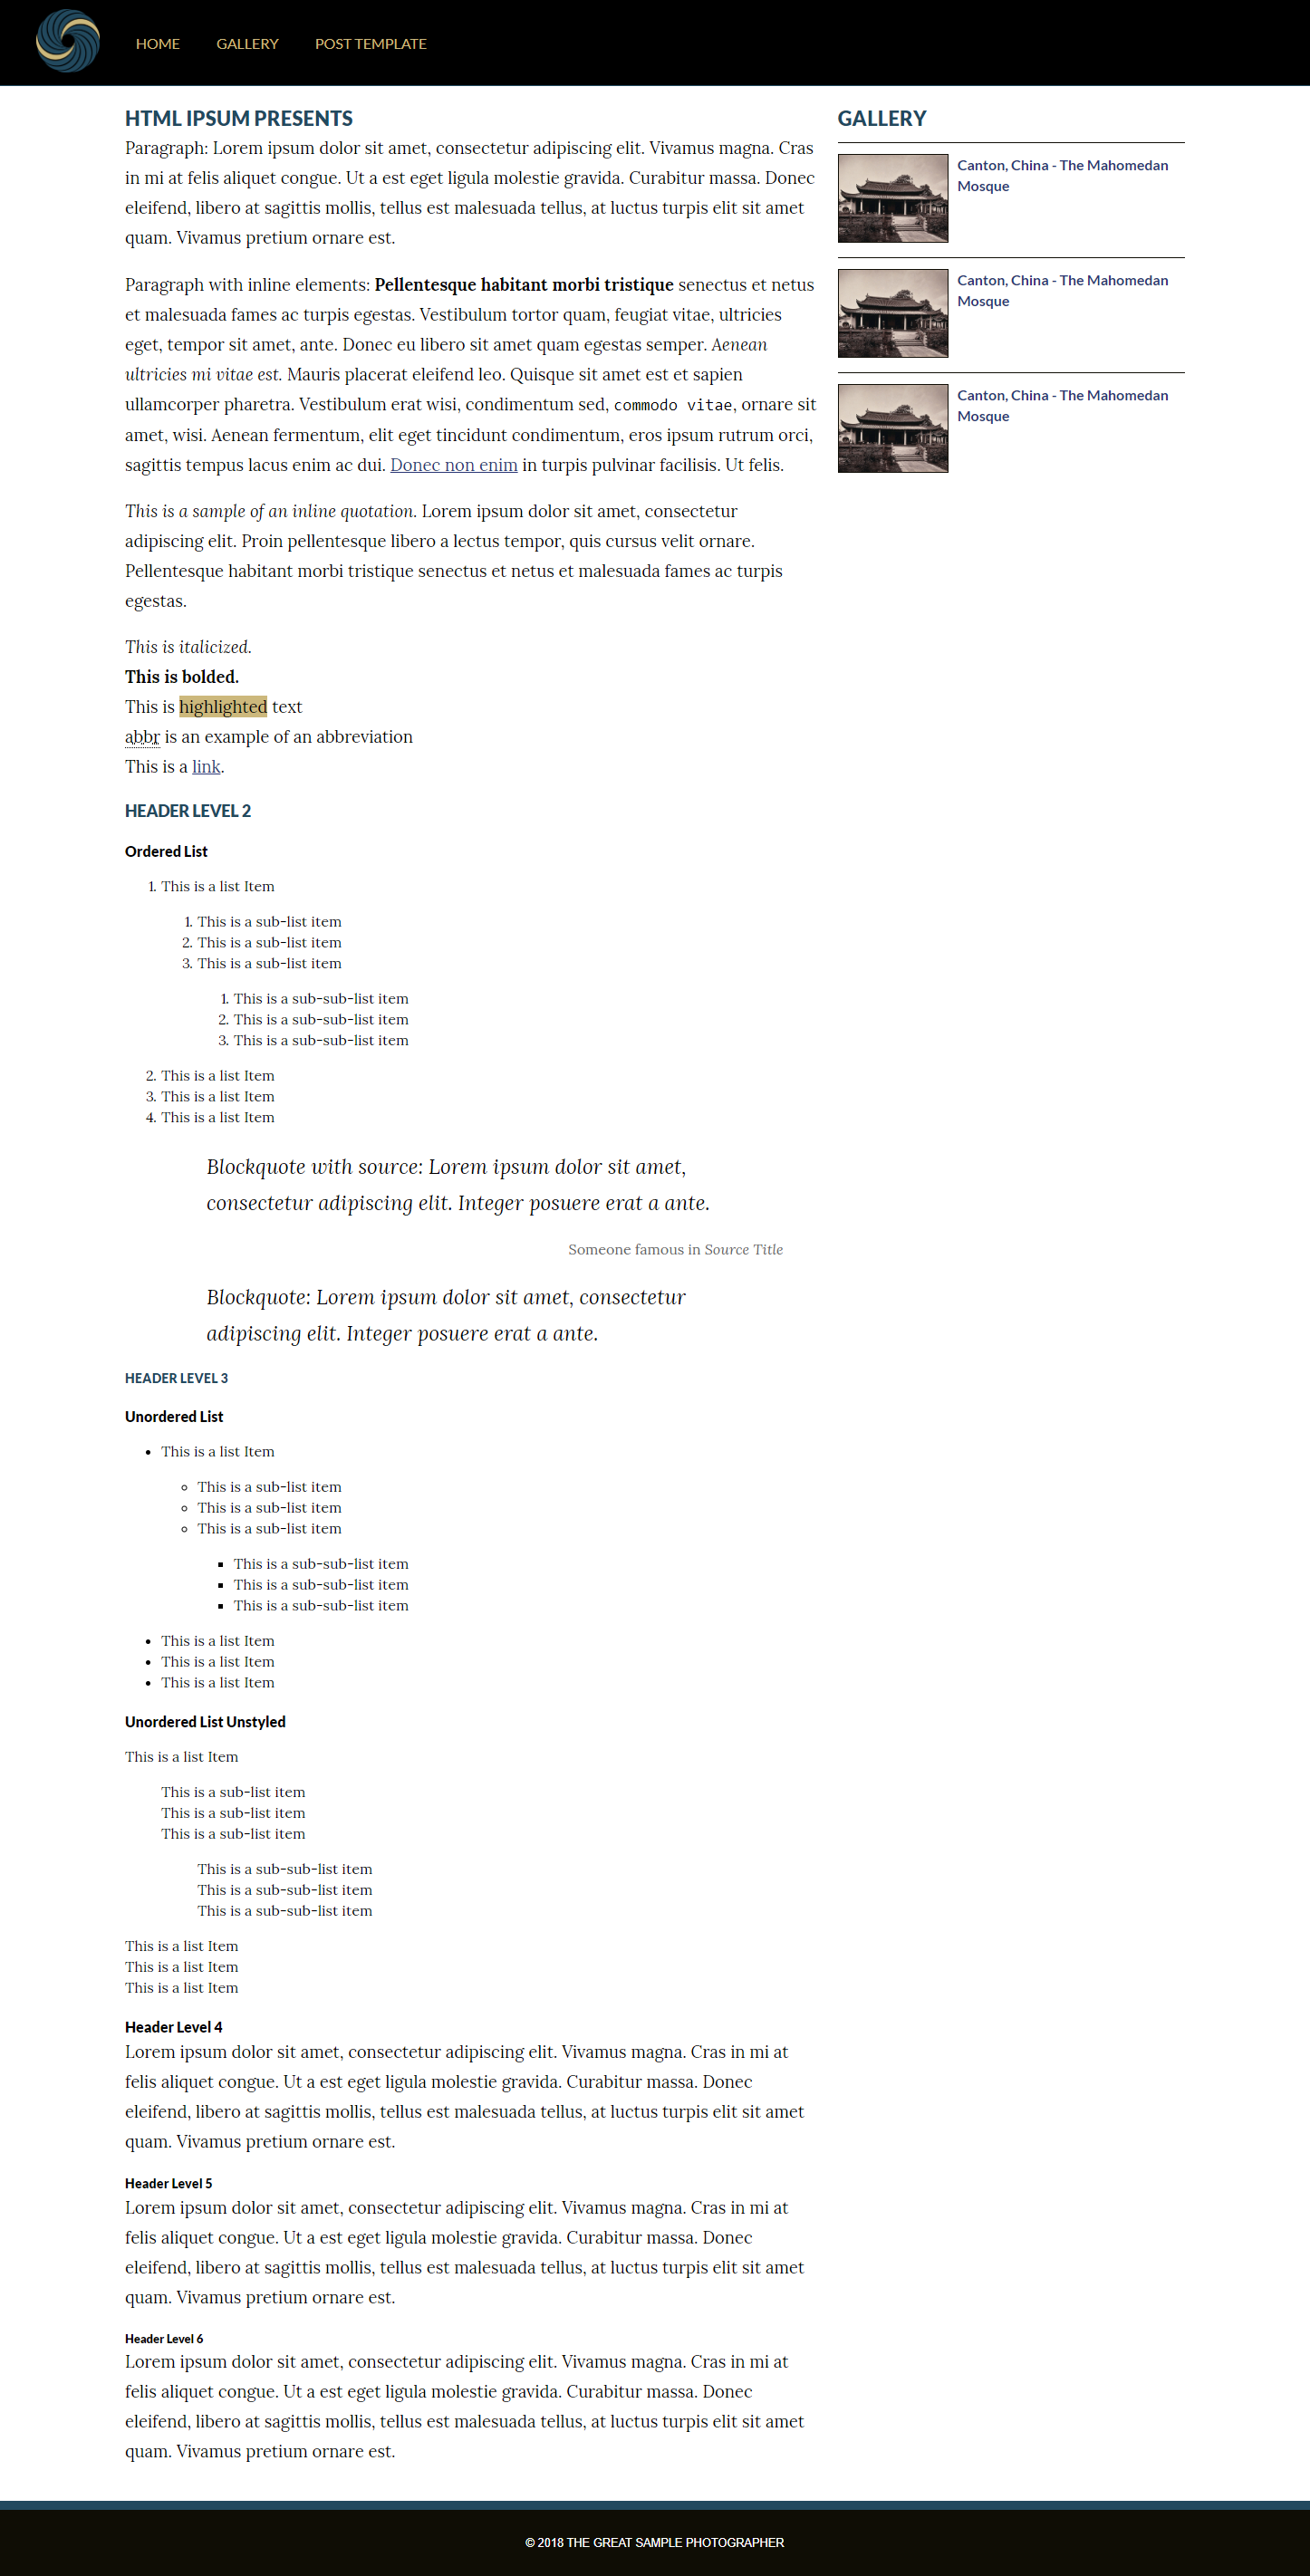 HOME GALLERY POST TEMPLATE
HTML IPSUM PRESENTS
Paragraph: Lorem ipsum dolor sit amet, consectetur adipiscing elit. Vivamus magna. Cras
in mi at felis aliquet congue. Ut a est eget ligula molestie gravida. Curabitur massa. Donec
eleifend, libero at sagittis mollis, tellus est malesuada tellus, at luctus turpis elit sit amet
quam. Vivamus pretium ornare est.
Paragraph with inline elements: Pellentesque habitant morbi tristique senectus et netus
et malesuada fames ac turpis egestas. Vestibulum tortor quam, feugiat vitae, ultricies
eget, tempor sit amet, ante. Donec eu libero sit amet quam egestas semper. Aenean
ultricies mi vitae est. Mauris placerat eleifend leo. Quisque sit amet est et sapien
ullamcorper pharetra. Vestibulum erat wisi, condimentum sed, commodo vitae, ornare sit
amet, wisi. Aenean fermentum, elit eget tincidunt condimentum, eros ipsum rutrum orci,
sagittis tempus lacus enim ac dui. Donec non enim in turpis pulvinar facilisis. Ut felis.
This is a sample of an inline quotation. Lorem ipsum dolor sit amet, consectetur
adipiscing elit. Proin pellentesque libero a lectus tempor, quis cursus velit ornare.
Pellentesque habitant morbi tristique senectus et netus et malesuada fames ac turpis
egestas.
This is italicized.
This is bolded.
This is highlighted text
abbr is an example of an abbreviation
This is a link.
HEADER LEVEL 2
Ordered List
1. This is a list Item
1. This is a sub-list item
2. This is a sub-list item
3. This is a sub-list item
1. This is a sub-sub-list item
2. This is a sub-sub-list item
3. This is a sub-sub-list item
2. This is a list Item
3. This is a list Item
4. This is a list Item
Blockquote with source: Lorem ipsum dolor sit amet,
consectetur adipiscing elit. Integer posuere erat a ante.
Someone famous in Source Title
Blockquote: Lorem ipsum dolor sit amet, consectetur
adipiscing elit. Integer posuere erat a ante.
HEADER LEVEL 3
Unordered List
• This is a list Item
◦ This is a sub-list item
◦ This is a sub-list item
◦ This is a sub-list item
▪ This is a sub-sub-list item
▪ This is a sub-sub-list item
▪ This is a sub-sub-list item
• This is a list Item
• This is a list Item
• This is a list Item
Unordered List Unstyled
This is a list Item
This is a sub-list item
This is a sub-list item
This is a sub-list item
This is a sub-sub-list item
This is a sub-sub-list item
This is a sub-sub-list item
This is a list Item
This is a list Item
This is a list Item
Header Level 4
Lorem ipsum dolor sit amet, consectetur adipiscing elit. Vivamus magna. Cras in mi at
felis aliquet congue. Ut a est eget ligula molestie gravida. Curabitur massa. Donec
eleifend, libero at sagittis mollis, tellus est malesuada tellus, at luctus turpis elit sit amet
quam. Vivamus pretium ornare est.
Header Level 5
Lorem ipsum dolor sit amet, consectetur adipiscing elit. Vivamus magna. Cras in mi at
felis aliquet congue. Ut a est eget ligula molestie gravida. Curabitur massa. Donec
eleifend, libero at sagittis mollis, tellus est malesuada tellus, at luctus turpis elit sit amet
quam. Vivamus pretium ornare est.
Header Level 6
Lorem ipsum dolor sit amet, consectetur adipiscing elit. Vivamus magna. Cras in mi at
felis aliquet congue. Ut a est eget ligula molestie gravida. Curabitur massa. Donec
eleifend, libero at sagittis mollis, tellus est malesuada tellus, at luctus turpis elit sit amet
quam. Vivamus pretium ornare est.
GALLERY
Canton, China - The Mahomedan
Mosque
Canton, China - The Mahomedan
Mosque
Canton, China - The Mahomedan
Mosque
© 2018 THE GREAT SAMPLE PHOTOGRAPHER